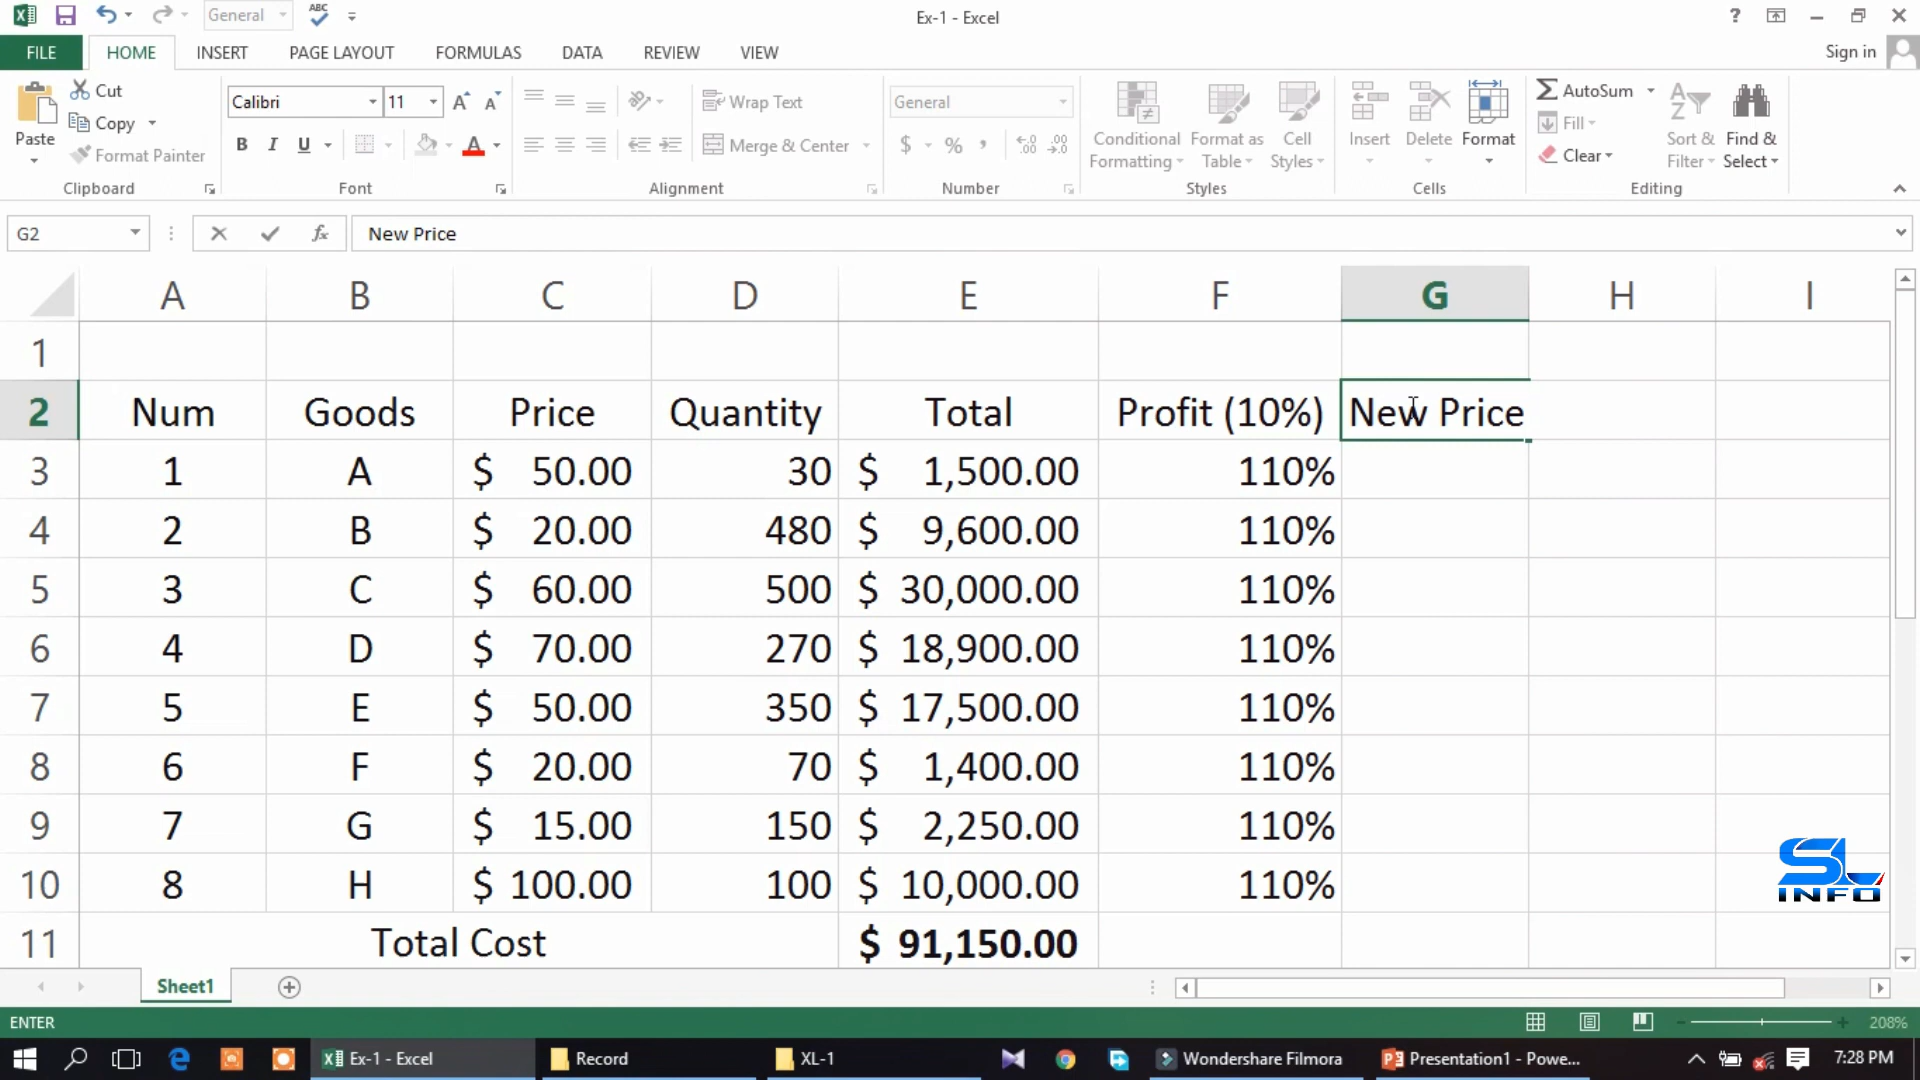 General ABC Ex-1 - Excel ?
FILE HOME INSERT PAGE LAYOUT FORMULAS DATA REVIEW VIEW Sign in
Paste Cut Copy Format Painter Clipboard
Calibri 11 B I U A Font
Wrap Text Merge & Center Alignment
General $ % , Number
Conditional Formatting Format as Table Cell Styles Styles
Insert Delete Format Cells
AutoSum Fill Clear Sort & Filter Find & Select Editing
G2 fx New Price
A B C D E F G H I
1
2 Num Goods Price Quantity Total Profit (10%) New Price
3 1 A $ 50.00 30 $ 1,500.00 110%
4 2 B $ 20.00 480 $ 9,600.00 110%
5 3 C $ 60.00 500 $ 30,000.00 110%
6 4 D $ 70.00 270 $ 18,900.00 110%
7 5 E $ 50.00 350 $ 17,500.00 110%
8 6 F $ 20.00 70 $ 1,400.00 110%
9 7 G $ 15.00 150 $ 2,250.00 110%
10 8 H $ 100.00 100 $ 10,000.00 110%
11 Total Cost $ 91,150.00
SL INFO
Sheet1
ENTER 208%
Ex-1 - Excel Record XL-1 Wondershare Filmora Presentation1 - Powe... 7:28 PM